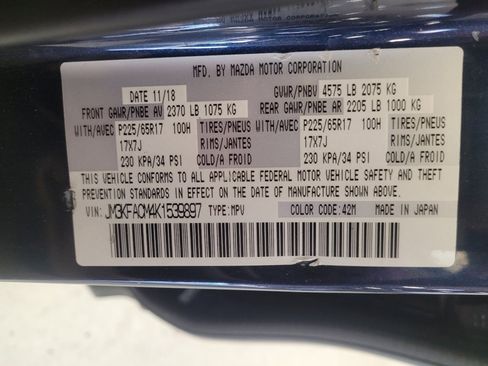 MFD. BY MAZDA MOTOR CORPORATION
DATE 11/18 GVWR/PNBV 4575 LB 2075 KG
FRONT GAWR/PNBE AV 2370 LB 1075 KG REAR GAWR/PNBE AR 2205 LB 1000 KG
WITH/AVEC P225/65R17 100H TIRES/PNEUS WITH/AVEC P225/65R17 100H TIRES/PNEUS
17X7J RIMS/JANTES 17X7J RIMS/JANTES
230 KPA/34 PSI COLD/A FROID 230 KPA/34 PSI COLD/A FROID
THIS VEHICLE CONFORMS TO ALL APPLICABLE FEDERAL MOTOR VEHICLE SAFETY AND THEFT
PREVENTION STANDARDS IN EFFECT ON THE DATE OF MANUFACTURE SHOWN ABOVE.
VIN: JM3KFACM4K1539897 TYPE: MPV COLOR CODE: 42M MADE IN JAPAN